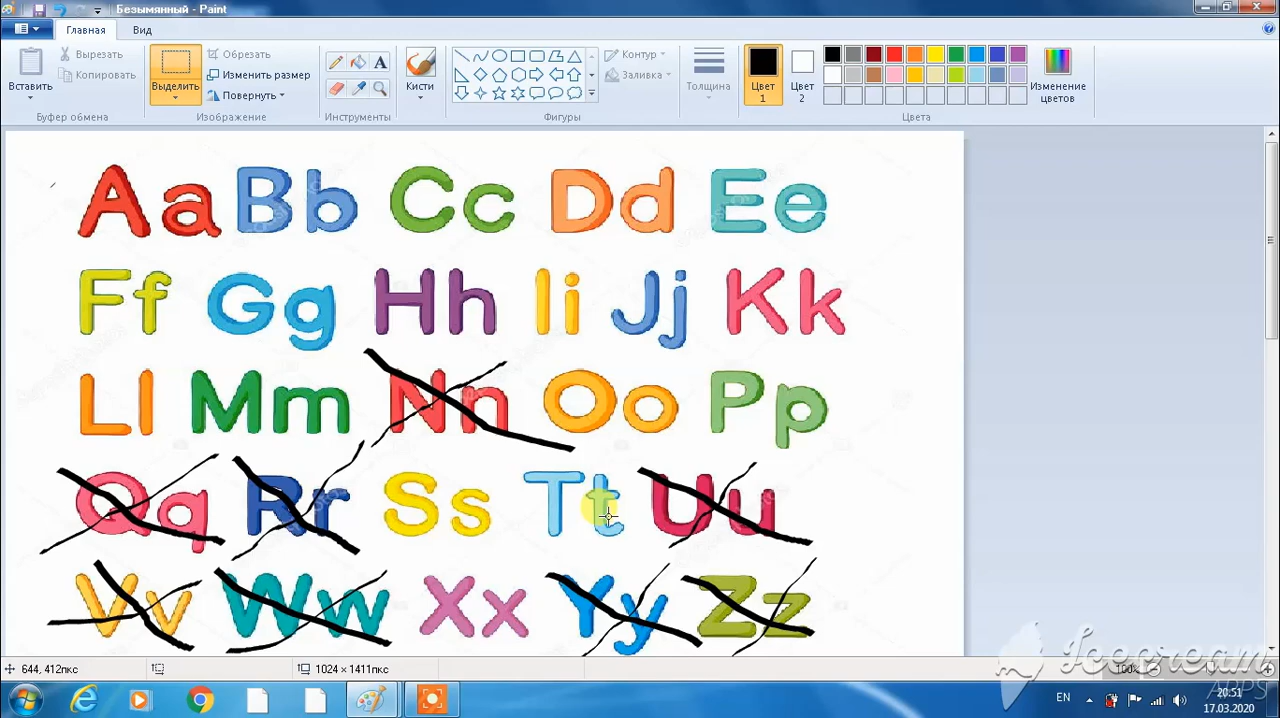 Безымянный - Paint
Главная Вид
Вставить
Вырезать
Копировать
Буфер обмена
Выделить
Обрезать
Изменить размер
Повернуть
Изображение
Инструменты
Кисти
Контур
Заливка
Фигуры
Толщина
Цвет 1
Цвет 2
Изменение цветов
Цвета
Aa Bb Cc Dd Ee
Ff Gg Hh Ii Jj Kk
Ll Mm Nn Oo Pp
Qq Rr Ss Tt Uu
Vv Ww Xx Yy Zz
644, 412пкс
1024 × 1411пкс
100%
Icecream
APPS
EN
20:51
17.03.2020